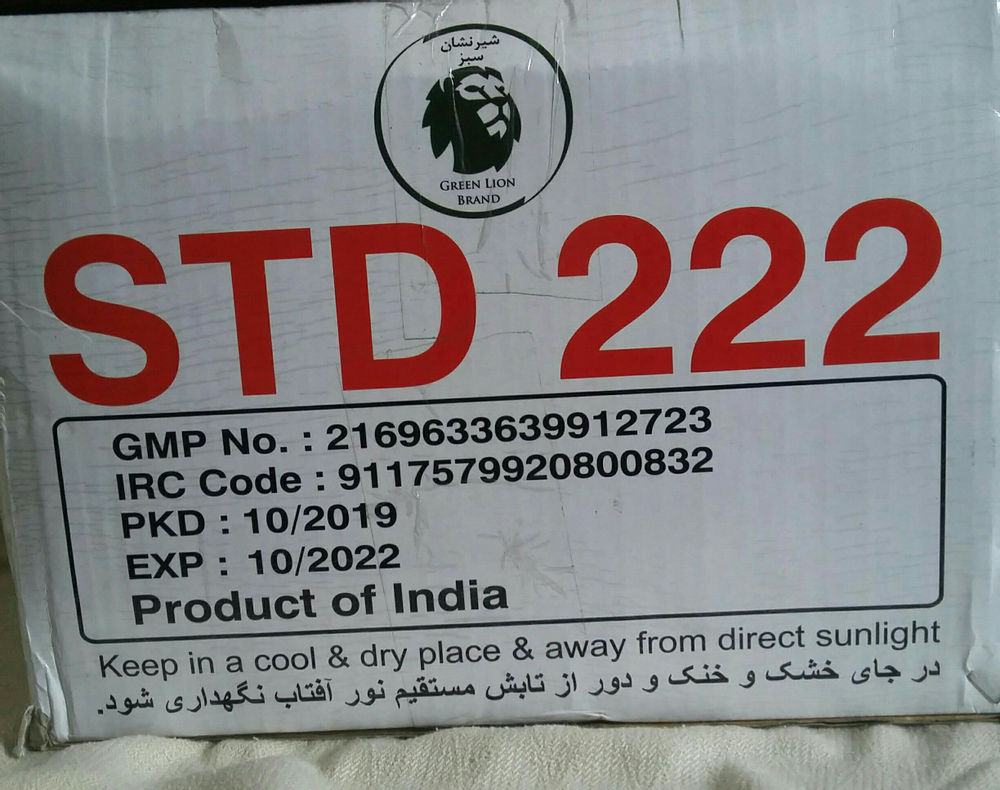 شیرنشان
سبز
GREEN LION
BRAND
STD 222
GMP No. : 2169633639912723
IRC Code : 9117579920800832
PKD : 10/2019
EXP : 10/2022
Product of India
Keep in a cool & dry place & away from direct sunlight
در جای خشک و خنک و دور از تابش مستقیم نور آفتاب نگهداری شود.